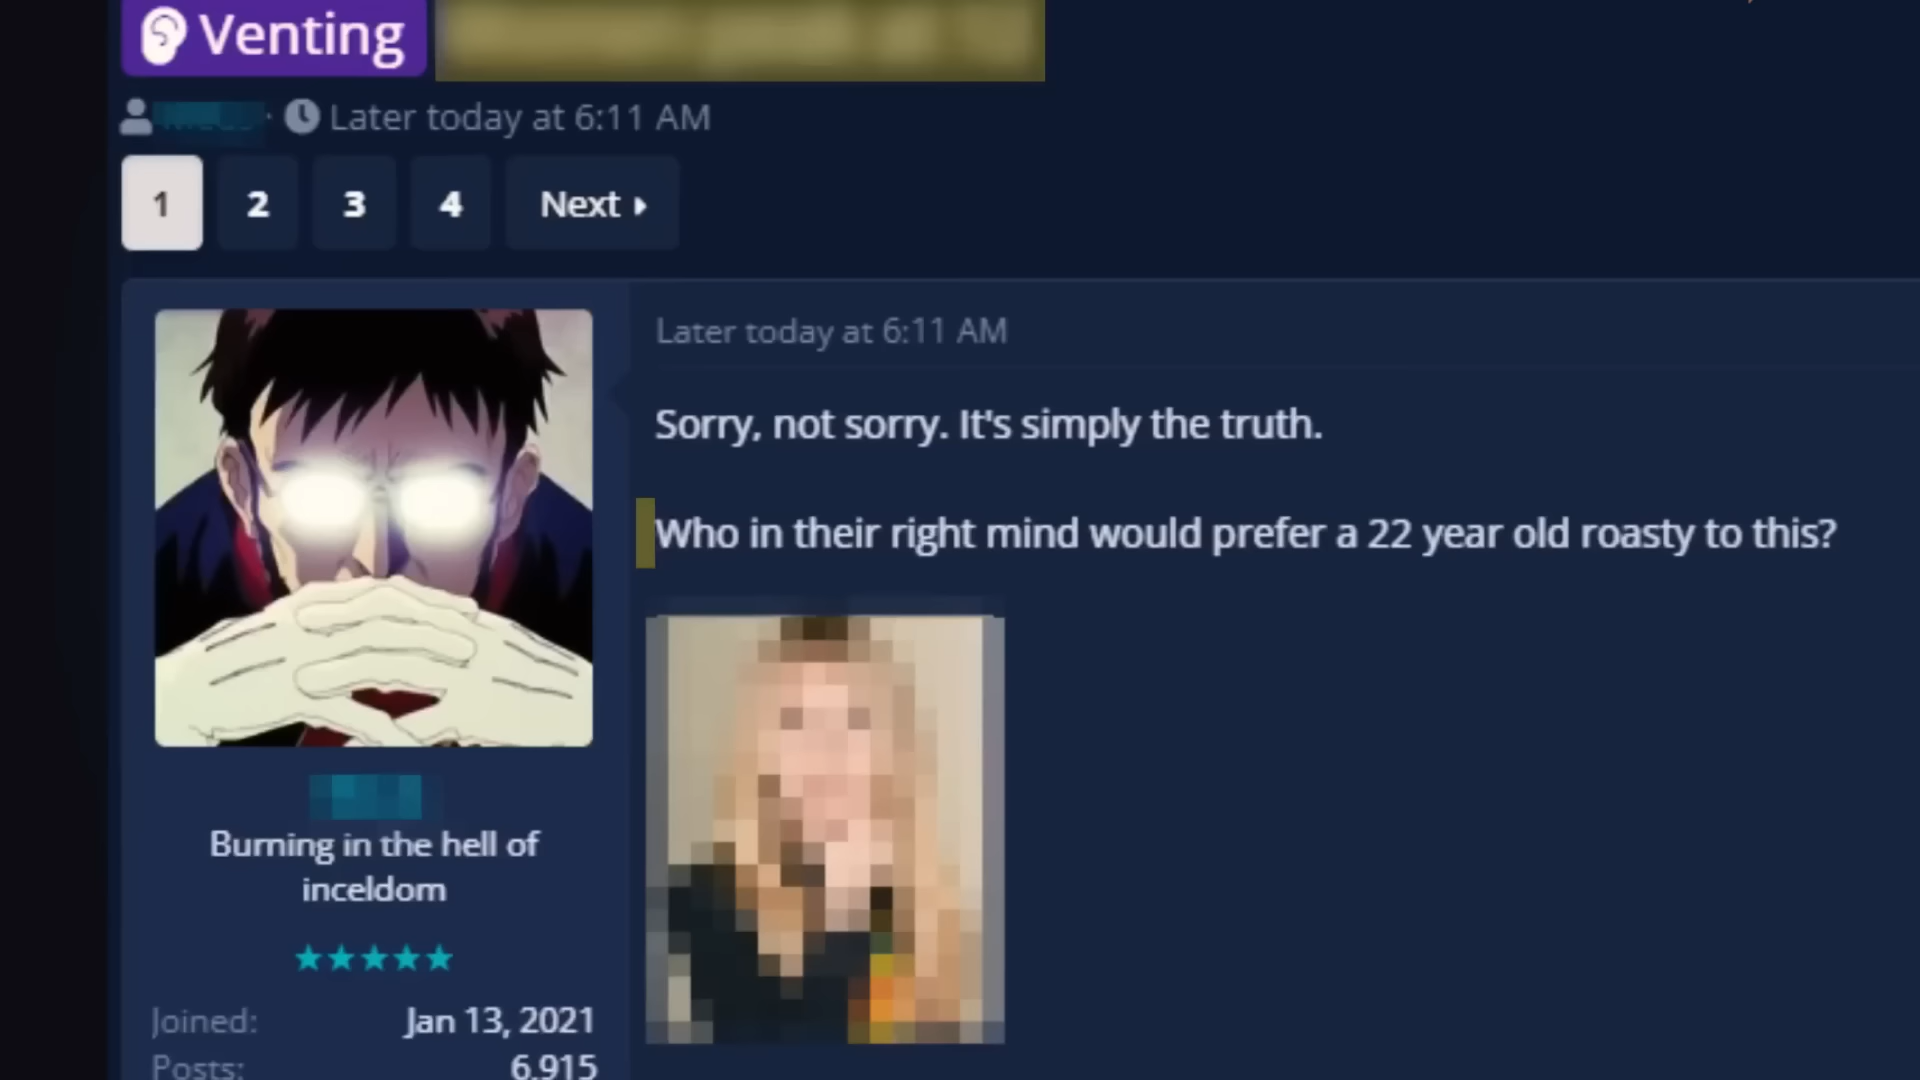 Venting
Later today at 6:11 AM
1 2 3 4 Next
Later today at 6:11 AM
Sorry, not sorry. It's simply the truth.
Who in their right mind would prefer a 22 year old roasty to this?
Burning in the hell of
inceldom
Joined: Jan 13, 2021
Posts: 6,915